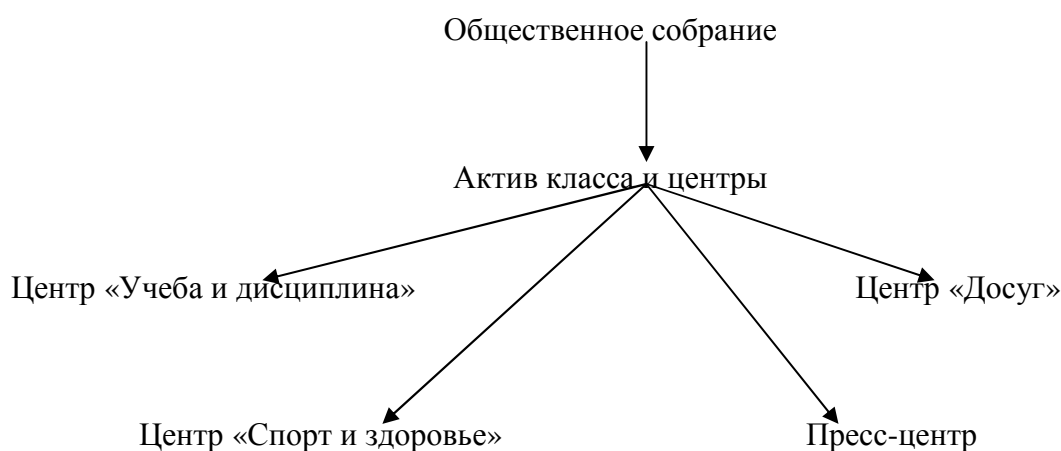 Общественное собрание
Актив класса и центры
Центр «Учеба и дисциплина»
Центр «Досуг»
Центр «Спорт и здоровье»
Пресс-центр